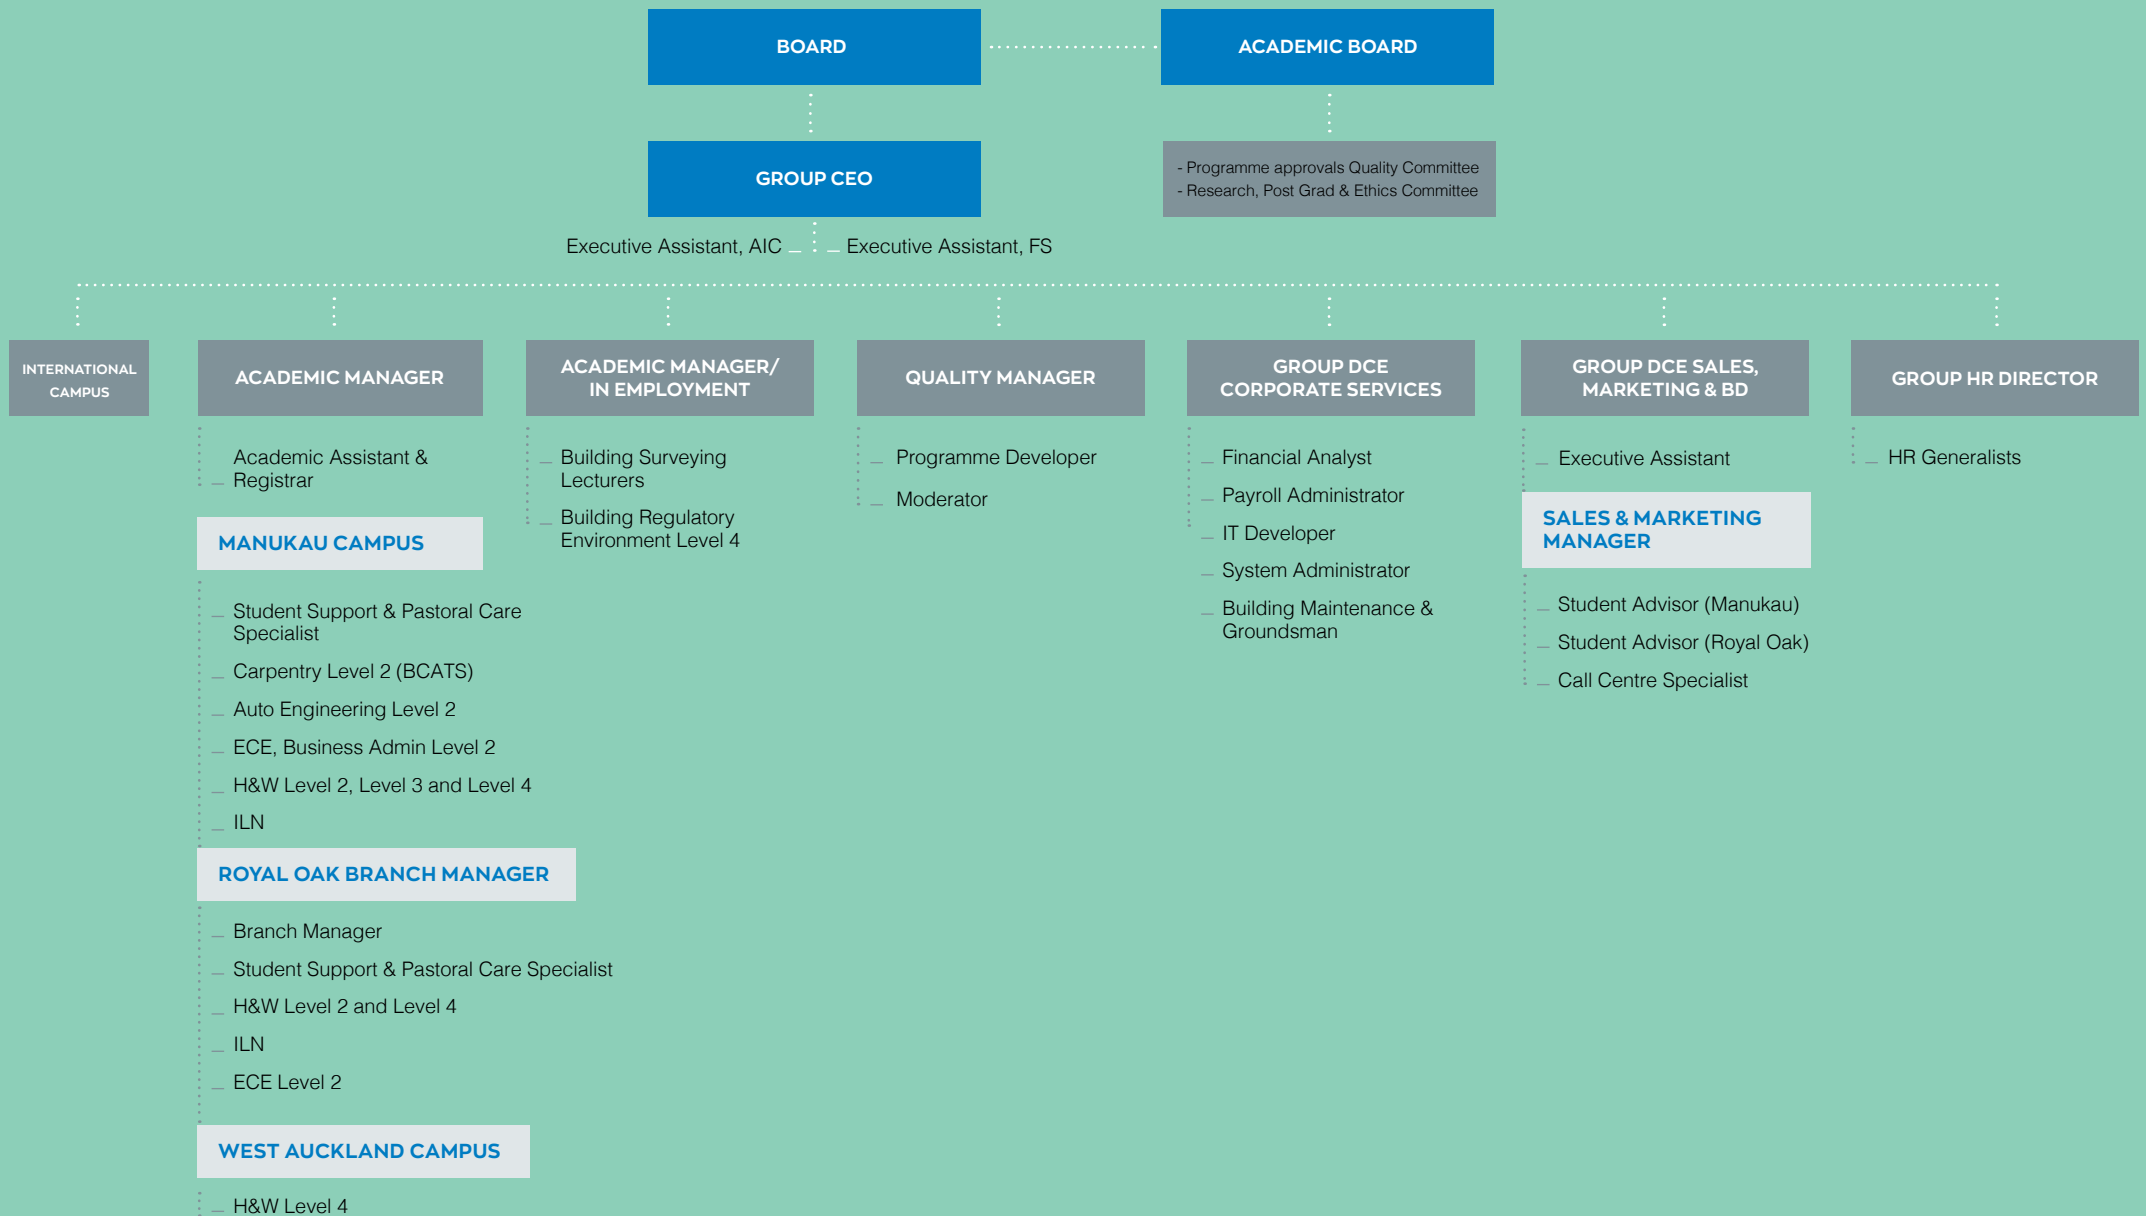 BOARD
ACADEMIC BOARD
GROUP CEO
- Programme approvals Quality Committee
- Research, Post Grad & Ethics Committee
Executive Assistant, AIC
Executive Assistant, FS
INTERNATIONAL
CAMPUS
ACADEMIC MANAGER
Academic Assistant &
Registrar
MANUKAU CAMPUS
Student Support & Pastoral Care
Specialist
Carpentry Level 2 (BCATS)
Auto Engineering Level 2
ECE, Business Admin Level 2
H&W Level 2, Level 3 and Level 4
ILN
ROYAL OAK BRANCH MANAGER
Branch Manager
Student Support & Pastoral Care Specialist
H&W Level 2 and Level 4
ILN
ECE Level 2
WEST AUCKLAND CAMPUS
H&W Level 4
ACADEMIC MANAGER/
IN EMPLOYMENT
Building Surveying
Lecturers
Building Regulatory
Environment Level 4
QUALITY MANAGER
Programme Developer
Moderator
GROUP DCE
CORPORATE SERVICES
Financial Analyst
Payroll Administrator
IT Developer
System Administrator
Building Maintenance &
Groundsman
GROUP DCE SALES,
MARKETING & BD
Executive Assistant
SALES & MARKETING
MANAGER
Student Advisor (Manukau)
Student Advisor (Royal Oak)
Call Centre Specialist
GROUP HR DIRECTOR
HR Generalists